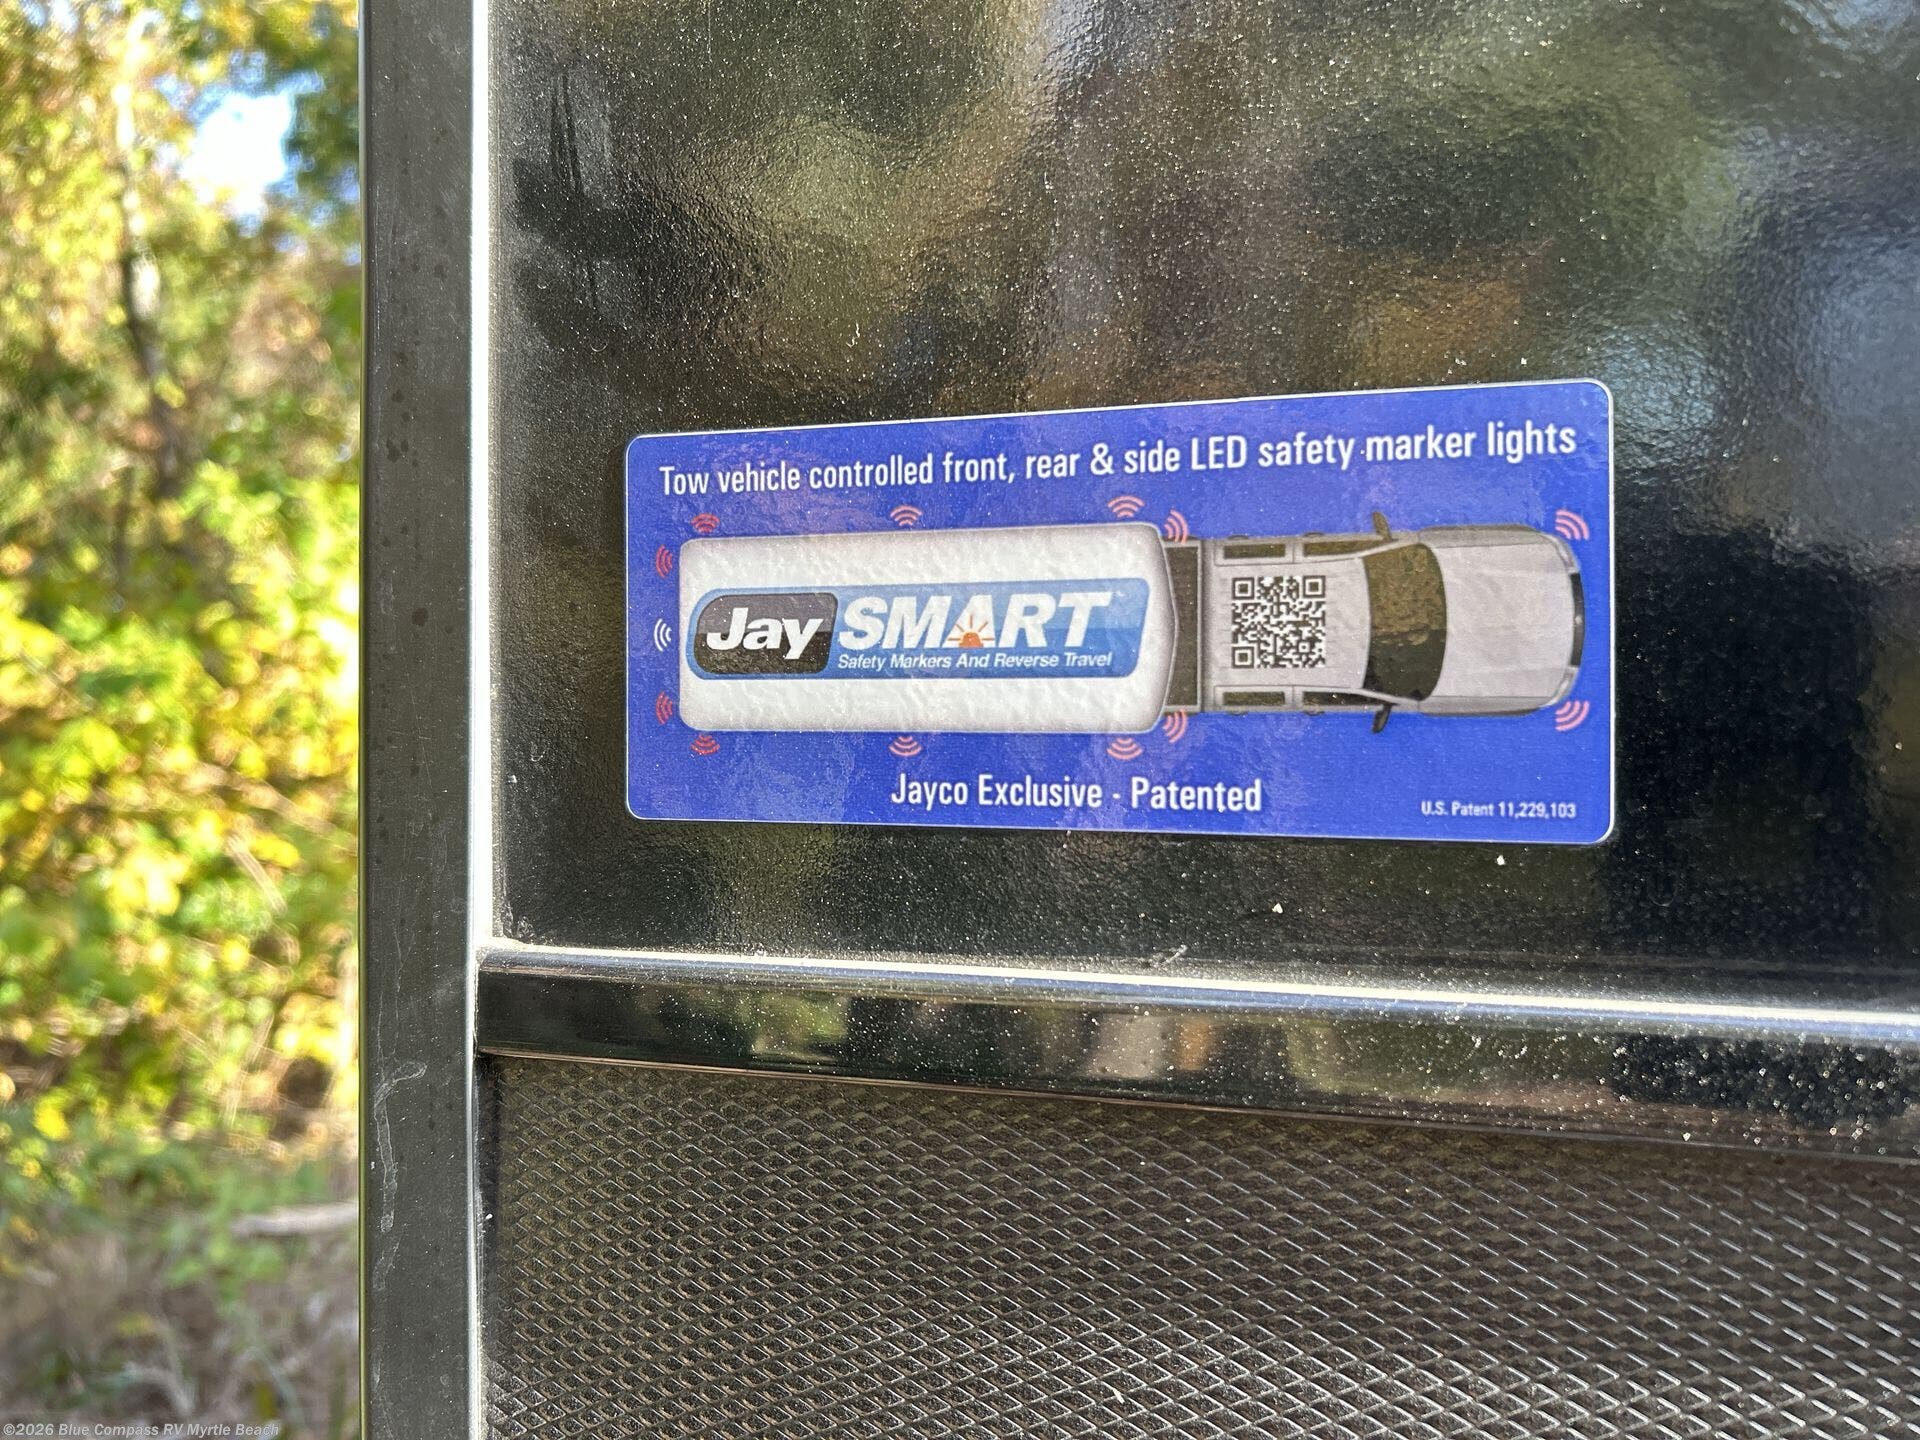 Tow vehicle controlled front, rear & side LED safety marker lights
Jay SMART
Safety Markers And Reverse Travel
Jayco Exclusive - Patented
U.S. Patent 11,229,103
©2026 Blue Compass RV Myrtle Beach